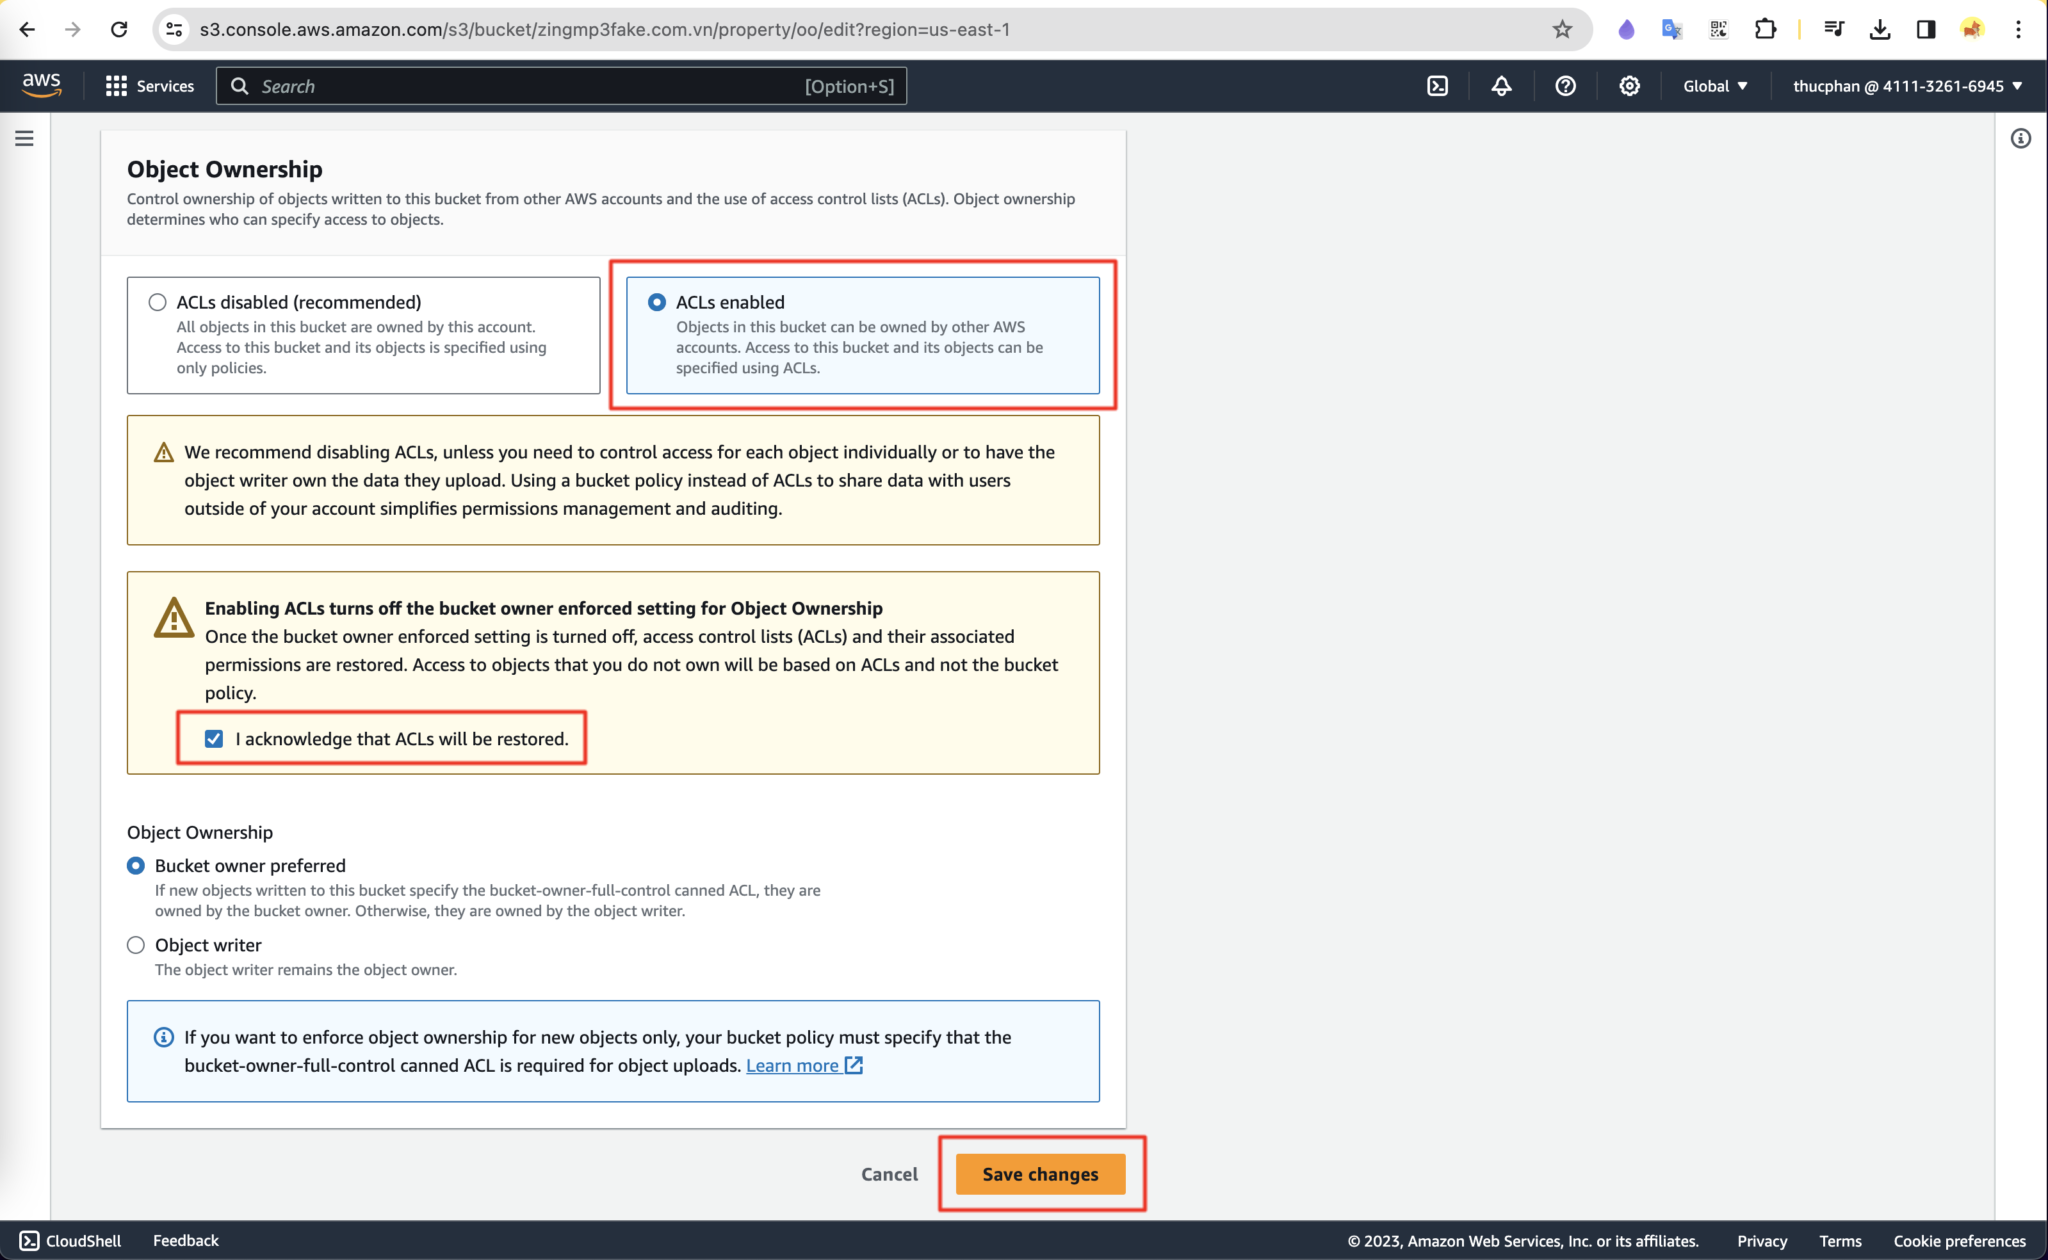 s3.console.aws.amazon.com/s3/bucket/zingmp3fake.com.vn/property/oo/edit?region=us-east-1
aws
Services
Search
[Option+S]
Global
thucphan @ 4111-3261-6945
Object Ownership
Control ownership of objects written to this bucket from other AWS accounts and the use of access control lists (ACLs). Object ownership
determines who can specify access to objects.
ACLs disabled (recommended)
All objects in this bucket are owned by this account.
Access to this bucket and its objects is specified using
only policies.
ACLs enabled
Objects in this bucket can be owned by other AWS
accounts. Access to this bucket and its objects can be
specified using ACLs.
We recommend disabling ACLs, unless you need to control access for each object individually or to have the
object writer own the data they upload. Using a bucket policy instead of ACLs to share data with users
outside of your account simplifies permissions management and auditing.
Enabling ACLs turns off the bucket owner enforced setting for Object Ownership
Once the bucket owner enforced setting is turned off, access control lists (ACLs) and their associated
permissions are restored. Access to objects that you do not own will be based on ACLs and not the bucket
policy.
I acknowledge that ACLs will be restored.
Object Ownership
Bucket owner preferred
If new objects written to this bucket specify the bucket-owner-full-control canned ACL, they are
owned by the bucket owner. Otherwise, they are owned by the object writer.
Object writer
The object writer remains the object owner.
If you want to enforce object ownership for new objects only, your bucket policy must specify that the
bucket-owner-full-control canned ACL is required for object uploads. Learn more
Cancel
Save changes
CloudShell
Feedback
© 2023, Amazon Web Services, Inc. or its affiliates.
Privacy
Terms
Cookie preferences